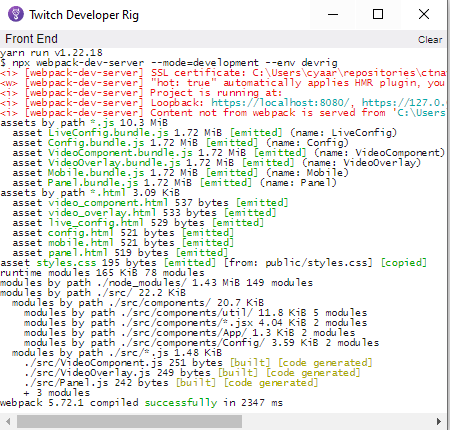 Twitch Developer Rig
Front End
Clear
yarn run v1.22.18
$ npx webpack-dev-server --mode=development --env devrig
<i> [webpack-dev-server] SSL certificate: C:\Users\cyaar\repositories\ctna
<w> [webpack-dev-server] "hot: true" automatically applies HMR plugin, you
<i> [webpack-dev-server] Project is running at:
<i> [webpack-dev-server] Loopback: https://localhost:8080/, https://127.0.0
<i> [webpack-dev-server] Content not from webpack is served from 'C:\Users
assets by path *.js 10.3 MiB
asset LiveConfig.bundle.js 1.72 MiB [emitted] (name: LiveConfig)
asset Config.bundle.js 1.72 MiB [emitted] (name: Config)
asset VideoComponent.bundle.js 1.72 MiB [emitted] (name: VideoComponent)
asset VideoOverlay.bundle.js 1.72 MiB [emitted] (name: VideoOverlay)
asset Mobile.bundle.js 1.72 MiB [emitted] (name: Mobile)
asset Panel.bundle.js 1.72 MiB [emitted] (name: Panel)
assets by path *.html 3.09 KiB
asset video_component.html 537 bytes [emitted]
asset video_overlay.html 533 bytes [emitted]
asset live_config.html 529 bytes [emitted]
asset config.html 521 bytes [emitted]
asset mobile.html 521 bytes [emitted]
asset panel.html 519 bytes [emitted]
asset styles.css 195 bytes [emitted] [from: public/styles.css] [copied]
runtime modules 165 KiB 78 modules
modules by path ./node_modules/ 1.43 MiB 149 modules
modules by path ./src/ 22.2 KiB
modules by path ./src/components/ 20.7 KiB
modules by path ./src/components/util/ 11.8 KiB 5 modules
modules by path ./src/components/*.jsx 4.04 KiB 2 modules
modules by path ./src/components/App/ 1.3 KiB 2 modules
modules by path ./src/components/Config/ 3.59 KiB 2 modules
modules by path ./src/*.js 1.48 KiB
./src/VideoComponent.js 251 bytes [built] [code generated]
./src/VideoOverlay.js 249 bytes [built] [code generated]
./src/Panel.js 242 bytes [built] [code generated]
+ 3 modules
webpack 5.72.1 compiled successfully in 2347 ms